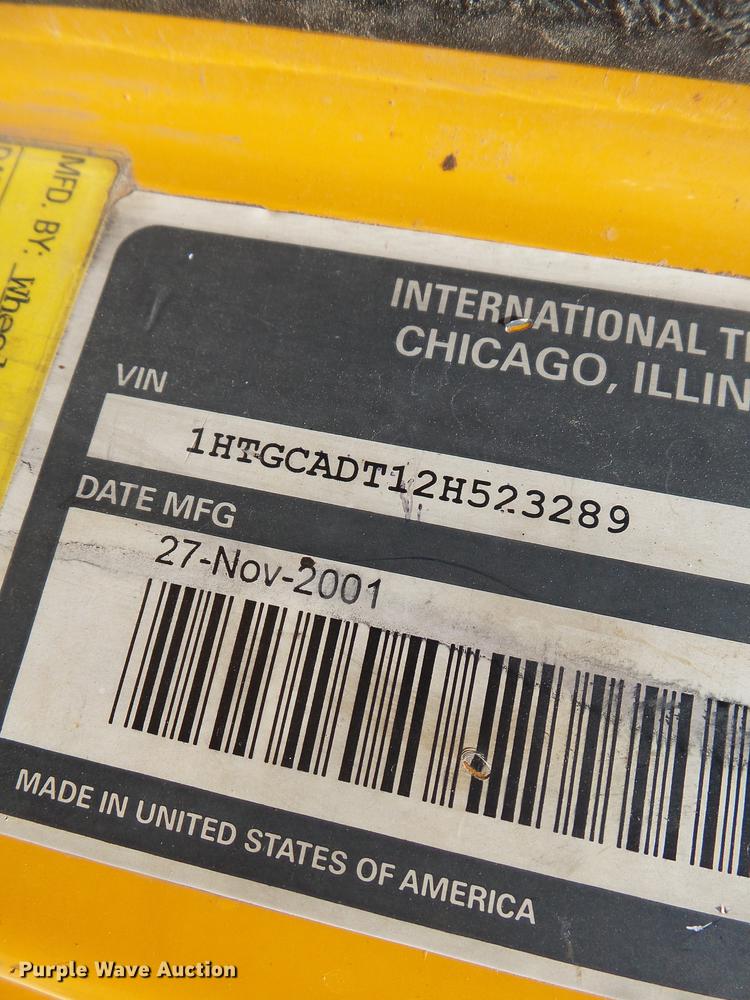 MFD. BY: Wheel
INTERNATIONAL
CHICAGO, ILLIN
VIN
1HTGCADT12H523289
DATE MFG
27-Nov-2001
MADE IN UNITED STATES OF AMERICA
Purple Wave Auction